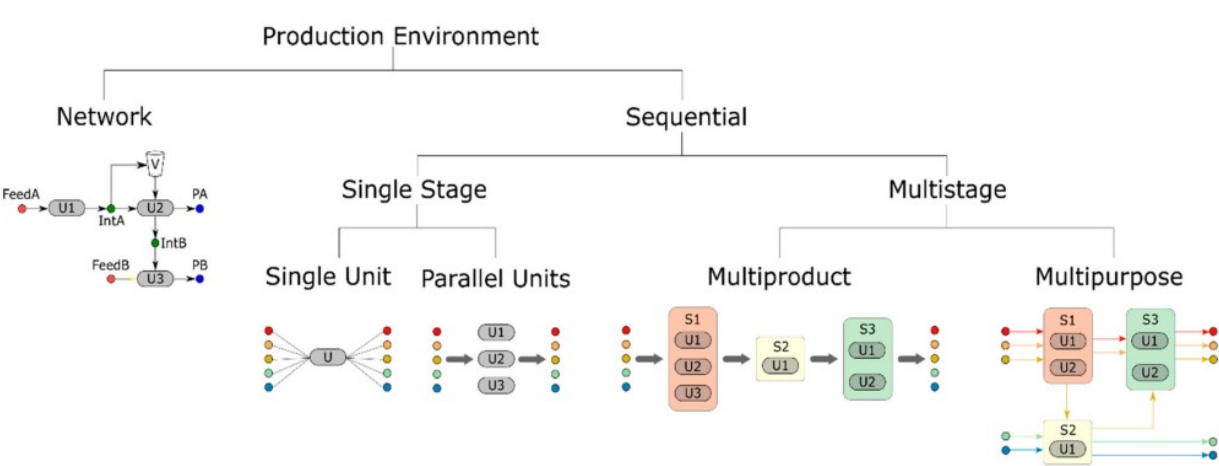 Production Environment
Network
Sequential
V
FeedA
U1
IntA
U2
PA
IntB
FeedB
U3
PB
Single Stage
Multistage
Single Unit
Parallel Units
Multiproduct
Multipurpose
U
U1
U2
U3
S1
U1
U2
U3
S2
U1
S3
U1
U2
S1
U1
U2
S3
U1
U2
S2
U1